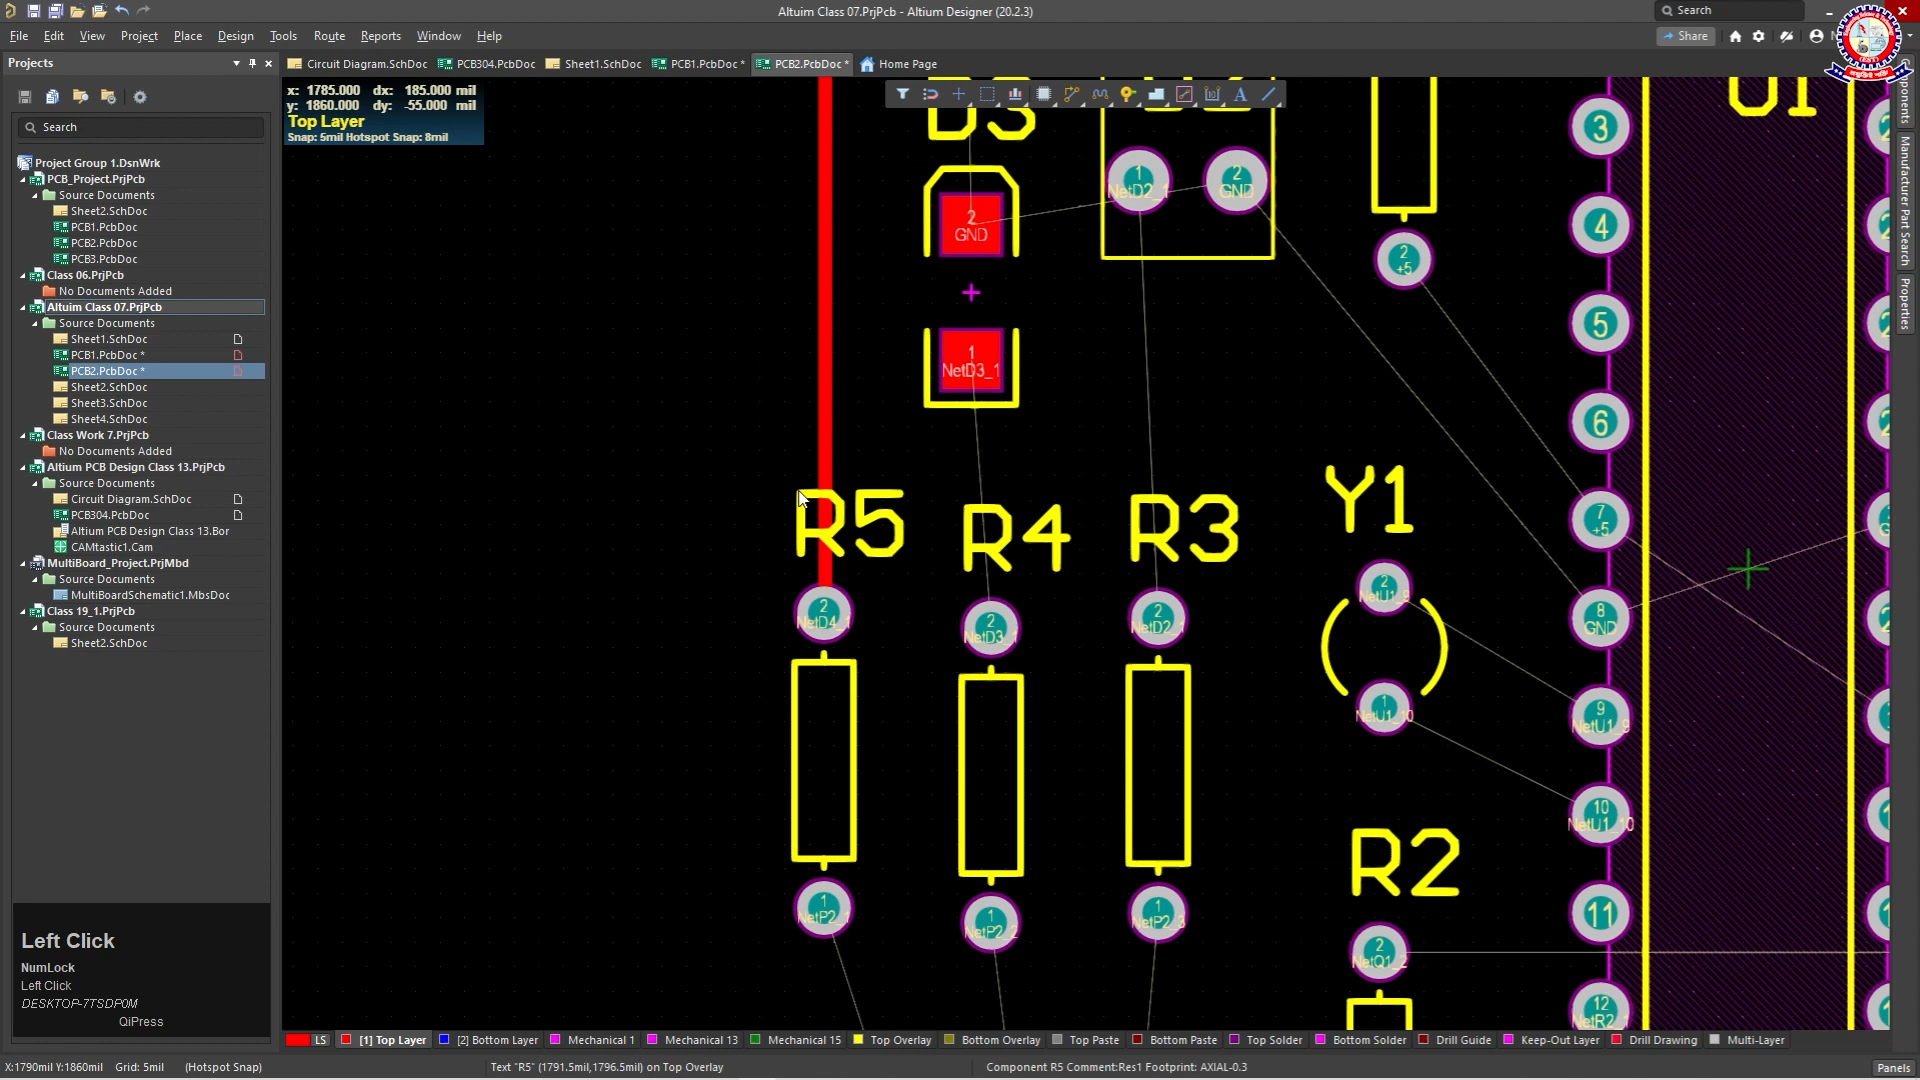 Altuim Class 07.PrjPcb - Altium Designer (20.2.3)
Search
File Edit View Project Place Design Tools Route Reports Window Help
Share
Projects
Circuit Diagram.SchDoc PCB304.PcbDoc Sheet1.SchDoc PCB1.PcbDoc * PCB2.PcbDoc * Home Page
x: 1785.000 dx: 185.000 mil
y: 1860.000 dy: -55.000 mil
Top Layer
Snap: 5mil Hotspot Snap: 8mil
Search
Project Group 1.DsnWrk
PCB_Project.PrjPcb
Source Documents
Sheet2.SchDoc
PCB1.PcbDoc
PCB2.PcbDoc
PCB3.PcbDoc
Class 06.PrjPcb
No Documents Added
Altuim Class 07.PrjPcb
Source Documents
Sheet1.SchDoc
PCB1.PcbDoc *
PCB2.PcbDoc *
Sheet2.SchDoc
Sheet3.SchDoc
Sheet4.SchDoc
Class Work 7.PrjPcb
No Documents Added
Altium PCB Design Class 13.PrjPcb
Source Documents
Circuit Diagram.SchDoc
PCB304.PcbDoc
Altium PCB Design Class 13.Bor
CAMtastic1.Cam
MultiBoard_Project.PrjMbd
Source Documents
MultiBoardSchematic1.MbsDoc
Class 19_1.PrjPcb
Source Documents
Sheet2.SchDoc
Left Click
NumLock
Left Click
DESKTOP-7TSDP0M
QiPress
D3
U1
2
GND
1
NetD3_1
1
NetD2_1
2
GND
2
+5
3
4
5
6
7
+5
8
GND
9
NetU1_9
10
NetU1_10
11
12
NetR2_1
R5
R4
R3
Y1
R2
2
NetD4_1
2
NetD3_1
2
NetD2_1
2
NetU1_9
1
NetU1_10
1
NetP2_1
1
NetP2_2
1
NetP2_3
2
NetQ1_2
Manufacturer Part Search
Properties
LS [1] Top Layer [2] Bottom Layer Mechanical 1 Mechanical 13 Mechanical 15 Top Overlay Bottom Overlay Top Paste Bottom Paste Top Solder Bottom Solder Drill Guide Keep-Out Layer Drill Drawing Multi-Layer
X:1790mil Y:1860mil Grid: 5mil (Hotspot Snap) Text "R5" (1791.5mil,1796.5mil) on Top Overlay Component R5 Comment:Res1 Footprint: AXIAL-0.3 Panels